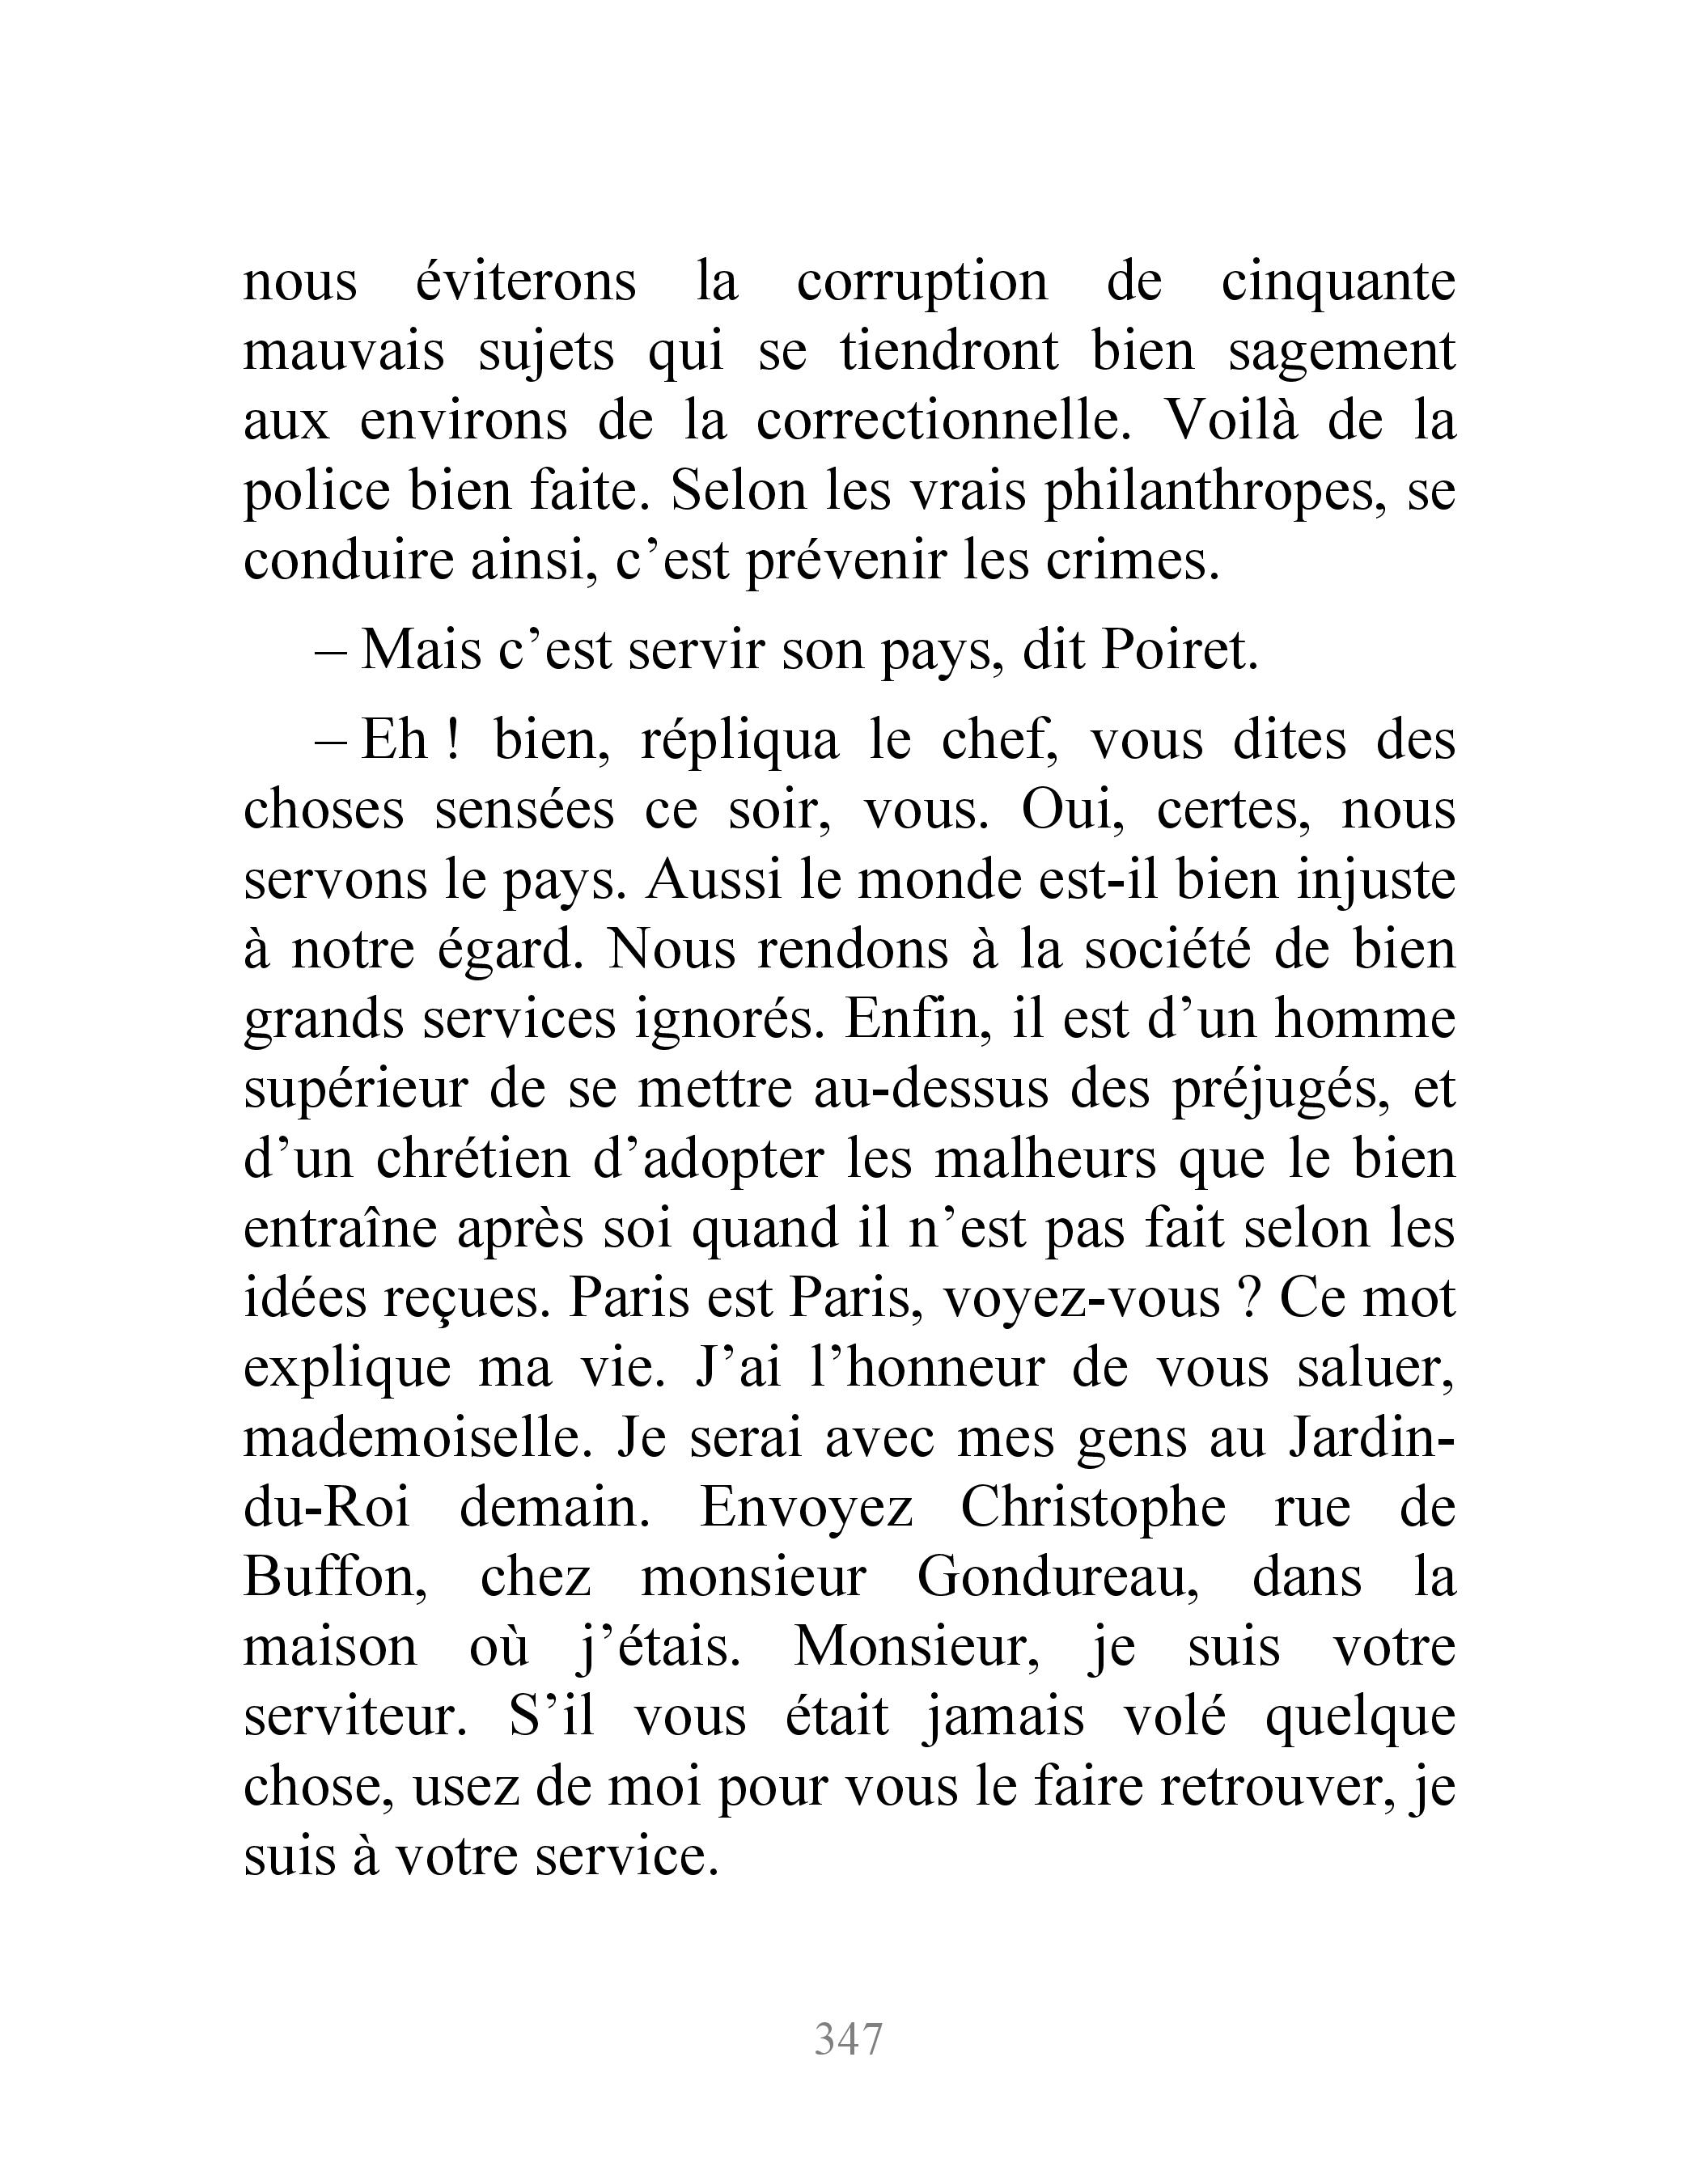 nous éviterons la corruption de cinquante
mauvais sujets qui se tiendront bien sagement
aux environs de la correctionnelle. Voilà de la
police bien faite. Selon les vrais philanthropes, se
conduire ainsi, c’est prévenir les crimes.
– Mais c’est servir son pays, dit Poiret.
– Eh ! bien, répliqua le chef, vous dites des
choses sensées ce soir, vous. Oui, certes, nous
servons le pays. Aussi le monde est-il bien injuste
à notre égard. Nous rendons à la société de bien
grands services ignorés. Enfin, il est d’un homme
supérieur de se mettre au-dessus des préjugés, et
d’un chrétien d’adopter les malheurs que le bien
entraîne après soi quand il n’est pas fait selon les
idées reçues. Paris est Paris, voyez-vous ? Ce mot
explique ma vie. J’ai l’honneur de vous saluer,
mademoiselle. Je serai avec mes gens au Jardin-
du-Roi demain. Envoyez Christophe rue de
Buffon, chez monsieur Gondureau, dans la
maison où j’étais. Monsieur, je suis votre
serviteur. S’il vous était jamais volé quelque
chose, usez de moi pour vous le faire retrouver, je
suis à votre service.
347